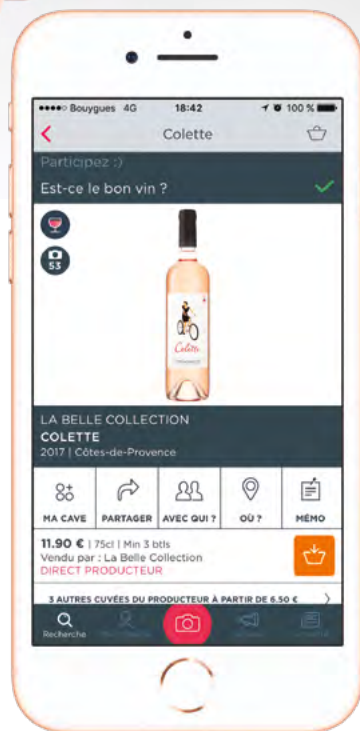 Bouygues 4G 18:42 100 %
Colette
Participez :)
Est-ce le bon vin ?
53
Colette
LA BELLE COLLECTION
COLETTE
2017 | Côtes-de-Provence
MA CAVE PARTAGER AVEC QUI ? OÙ ? MÉMO
11.90 € | 75cl | Min 3 btls
Vendu par : La Belle Collection
DIRECT PRODUCTEUR
3 AUTRES CUVÉES DU PRODUCTEUR À PARTIR DE 6.50 €
Recherche